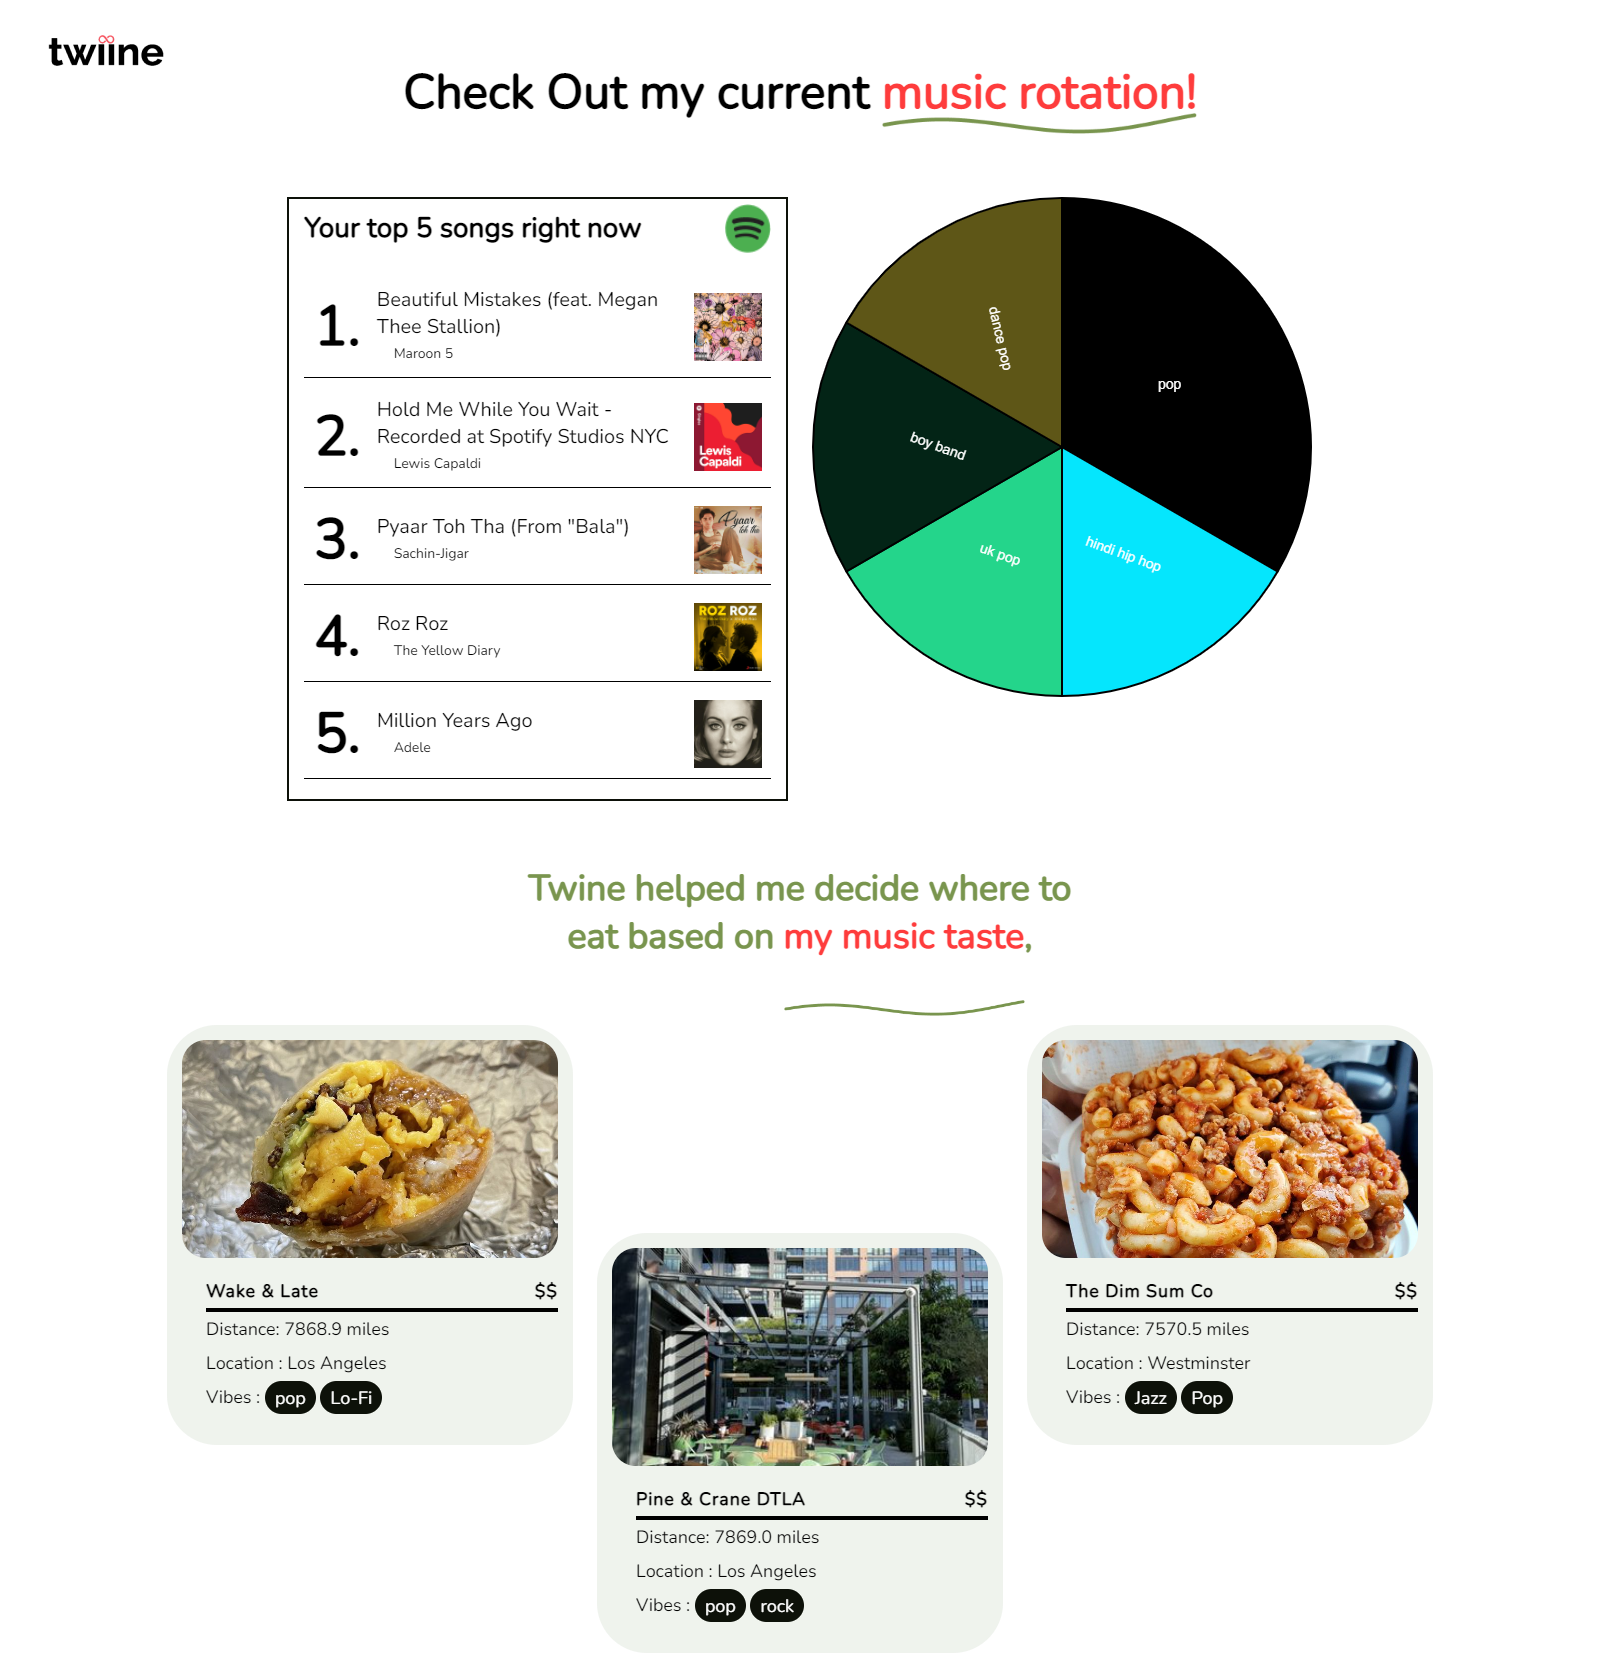 twiine
Check Out my current music rotation!
Your top 5 songs right now
1.
Beautiful Mistakes (feat. Megan
Thee Stallion)
Maroon 5
2.
Hold Me While You Wait -
Recorded at Spotify Studios NYC
Lewis Capaldi
Lewis
Capaldi
3.
Pyaar Toh Tha (From "Bala")
Sachin-Jigar
Pyaar
toh tha
4.
Roz Roz
The Yellow Diary
ROZ ROZ
5.
Million Years Ago
Adele
dance pop
pop
boy band
uk pop
hindi hip hop
Twine helped me decide where to
eat based on my music taste,
Wake & Late $$
Distance: 7868.9 miles
Location : Los Angeles
Vibes : pop Lo-Fi
Pine & Crane DTLA $$
Distance: 7869.0 miles
Location : Los Angeles
Vibes : pop rock
The Dim Sum Co $$
Distance: 7570.5 miles
Location : Westminster
Vibes : Jazz Pop